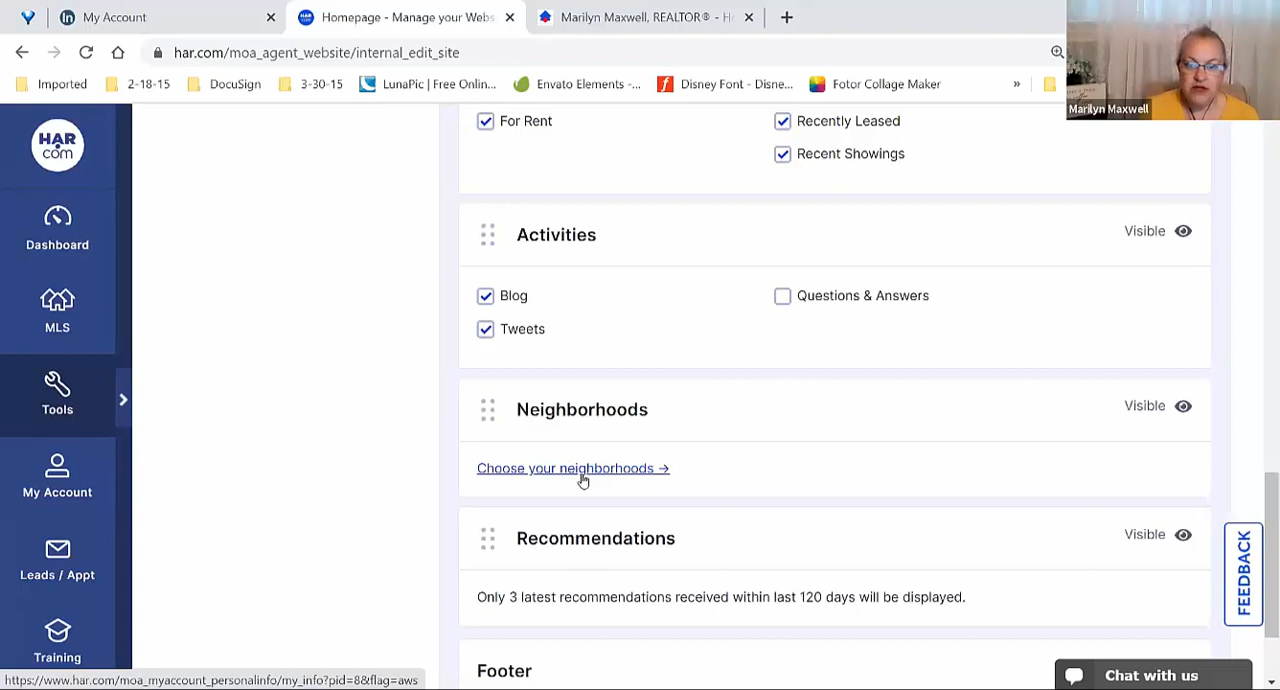 My Account
Homepage - Manage your Webs
Marilyn Maxwell, REALTOR® - H
har.com/moa_agent_website/internal_edit_site
Imported
2-18-15
DocuSign
3-30-15
LunaPic | Free Onlin...
Envato Elements -...
Disney Font - Disne...
Fotor Collage Maker
»
Marilyn Maxwell
HAR
com
Dashboard
MLS
Tools
My Account
Leads / Appt
Training
For Rent
Recently Leased
Recent Showings
Activities
Visible
Blog
Questions & Answers
Tweets
Neighborhoods
Visible
Choose your neighborhoods →
Recommendations
Visible
Only 3 latest recommendations received within last 120 days will be displayed.
Footer
FEEDBACK
Chat with us
https://www.har.com/moa_myaccount_personalinfo/my_info?pid=8&flag=aws